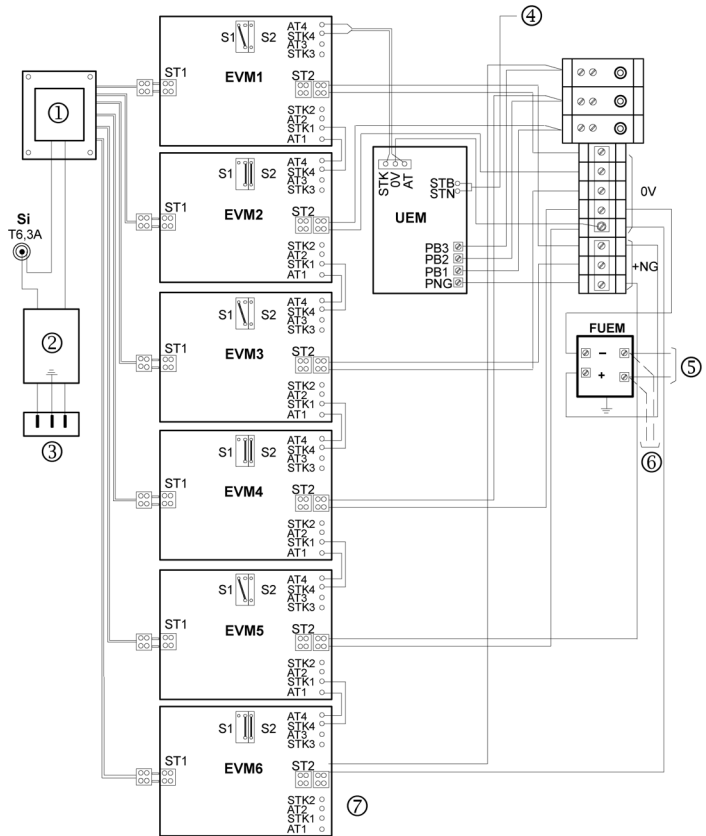 ④
AT4
STK4
AT3
STK3
S1 S2
EVM1
ST1
ST2
STK2
AT2
STK1
AT1
①
AT4
STK4
AT3
STK3
S1 S2
EVM2
ST1
ST2
STK2
AT2
STK1
AT1
STK
0V
AT
STB
STN
UEM
PB3
PB2
PB1
PNG
0V
+NG
Si
T6,3A
②
③
AT4
STK4
AT3
STK3
S1 S2
EVM3
ST1
ST2
STK2
AT2
STK1
AT1
FUEM
–
+
⑤
⑥
AT4
STK4
AT3
STK3
S1 S2
EVM4
ST1
ST2
STK2
AT2
STK1
AT1
AT4
STK4
AT3
STK3
S1 S2
EVM5
ST1
ST2
STK2
AT2
STK1
AT1
AT4
STK4
AT3
STK3
S1 S2
EVM6
ST1
ST2
STK2
AT2
STK1
AT1
⑦